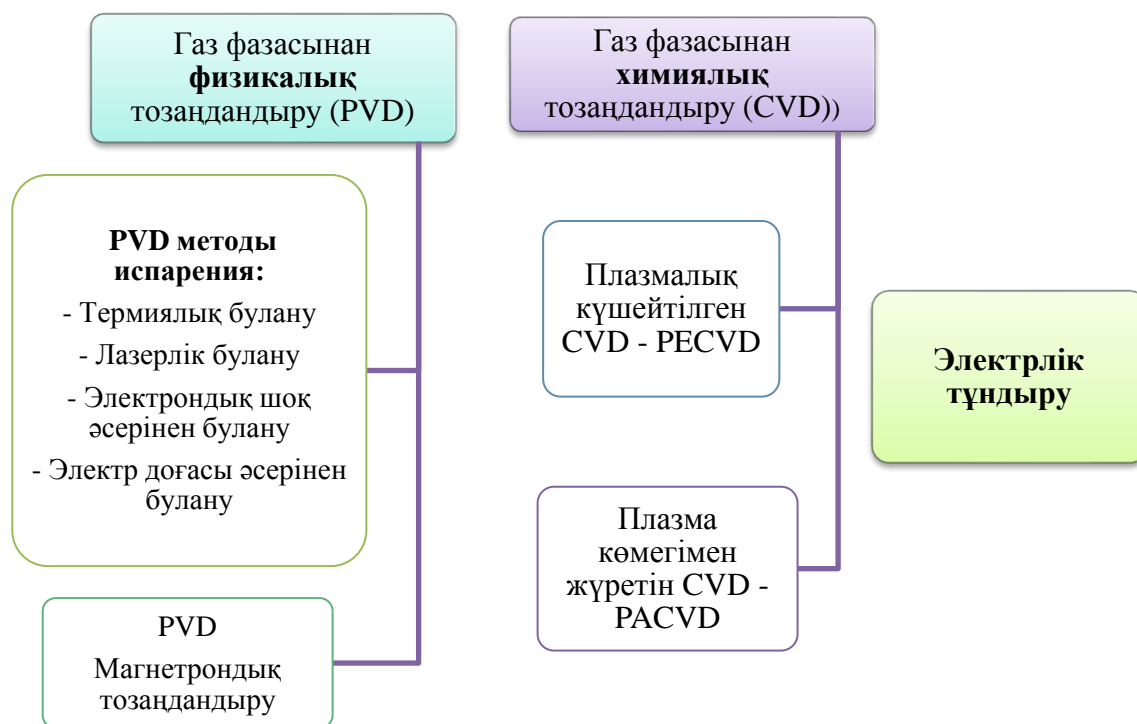 Газ фазасынан
физикалық
тозаңдандыру (PVD)
PVD методы
испарения:
- Термиялық булану
- Лазерлік булану
- Электрондық шоқ
әсерінен булану
- Электр доғасы әсерінен
булану
PVD
Магнетрондық
тозаңдандыру
Газ фазасынан
химиялық
тозаңдандыру (CVD))
Плазмалық
күшейтілген
CVD - PECVD
Плазма
көмегімен
жүретін CVD -
PACVD
Электрлік
тұндыру